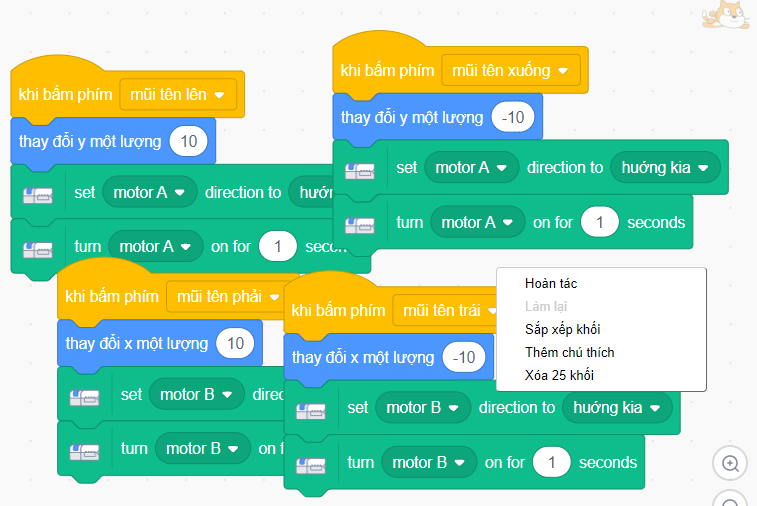 khi bấm phím mũi tên lên
thay đổi y một lượng 10
set motor A direction to hướn
turn motor A on for 1
khi bấm phím mũi tên xuống
thay đổi y một lượng -10
set motor A direction to hướng kia
turn motor A on for 1 seconds
khi bấm phím mũi tên phải
thay đổi x một lượng 10
set motor B direc
turn motor B on f
khi bấm phím mũi tên trái
thay đổi x một lượng -10
set motor B direction to hướng kia
turn motor B on for 1 seconds
Hoàn tác
Làm lại
Sắp xếp khối
Thêm chú thích
Xóa 25 khối